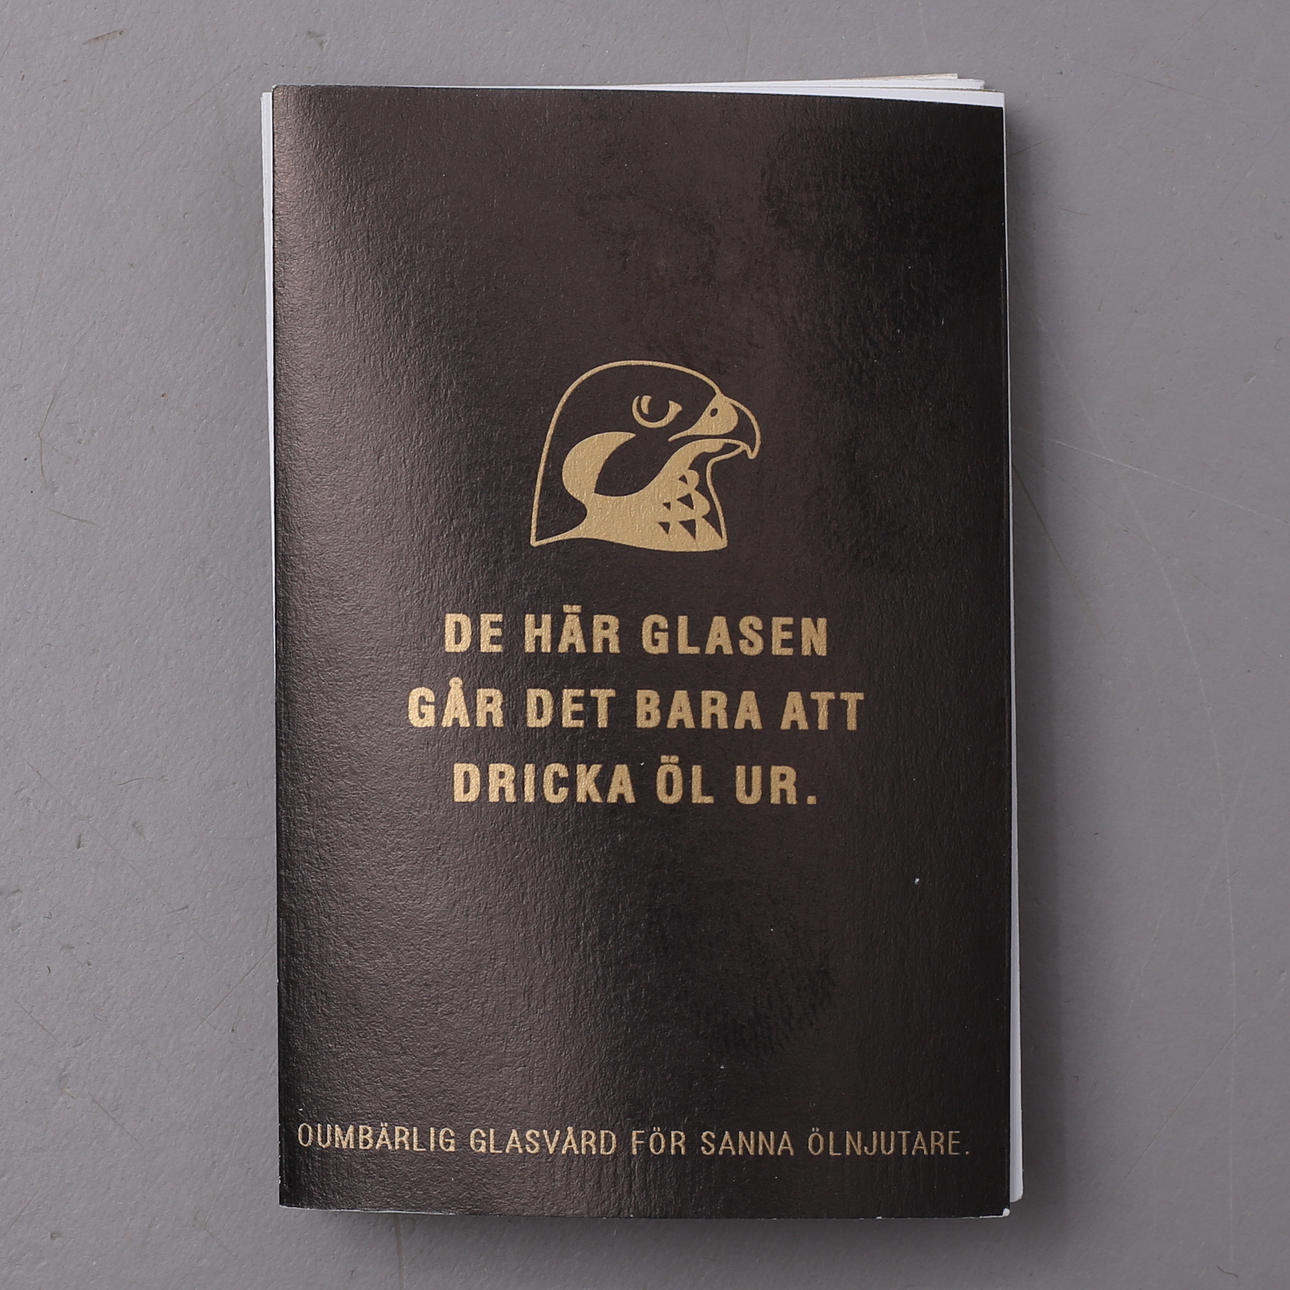 DE HÄR GLASEN
GÅR DET BARA ATT
DRICKA ÖL UR.
OUMBÄRLIG GLASVÅRD FÖR SANNA ÖLNJUTARE.